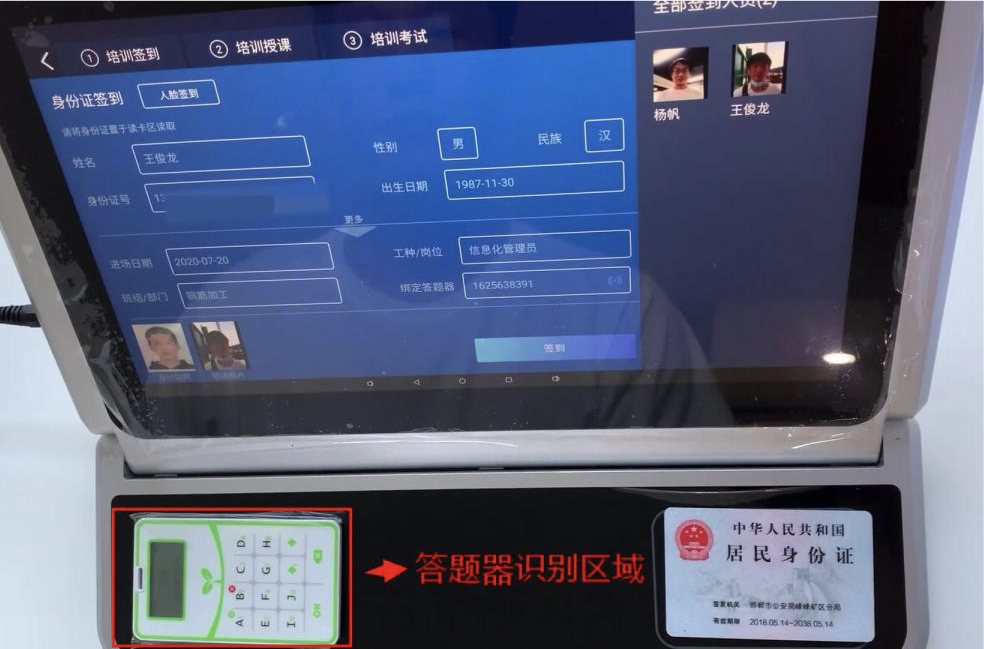 全部签到人员(2)
① 培训签到 ② 培训授课 ③ 培训考试
身份证签到 人脸签到
杨帆 王俊龙
请将身份证置于读卡区读取
姓名 王俊龙 性别 男 民族 汉
身份证号 13 出生日期 1987-11-30
更多
进场日期 2020-07-20 工种/岗位 信息化管理员
班组/部门 钢筋加工 绑定答题器 1625638391
签到
答题器识别区域
A B C D
E F G H
I J
OK
中华人民共和国
居民身份证
签发机关 邯郸市公安局峰峰矿区分局
有效期限 2018.05.14-2038.05.14